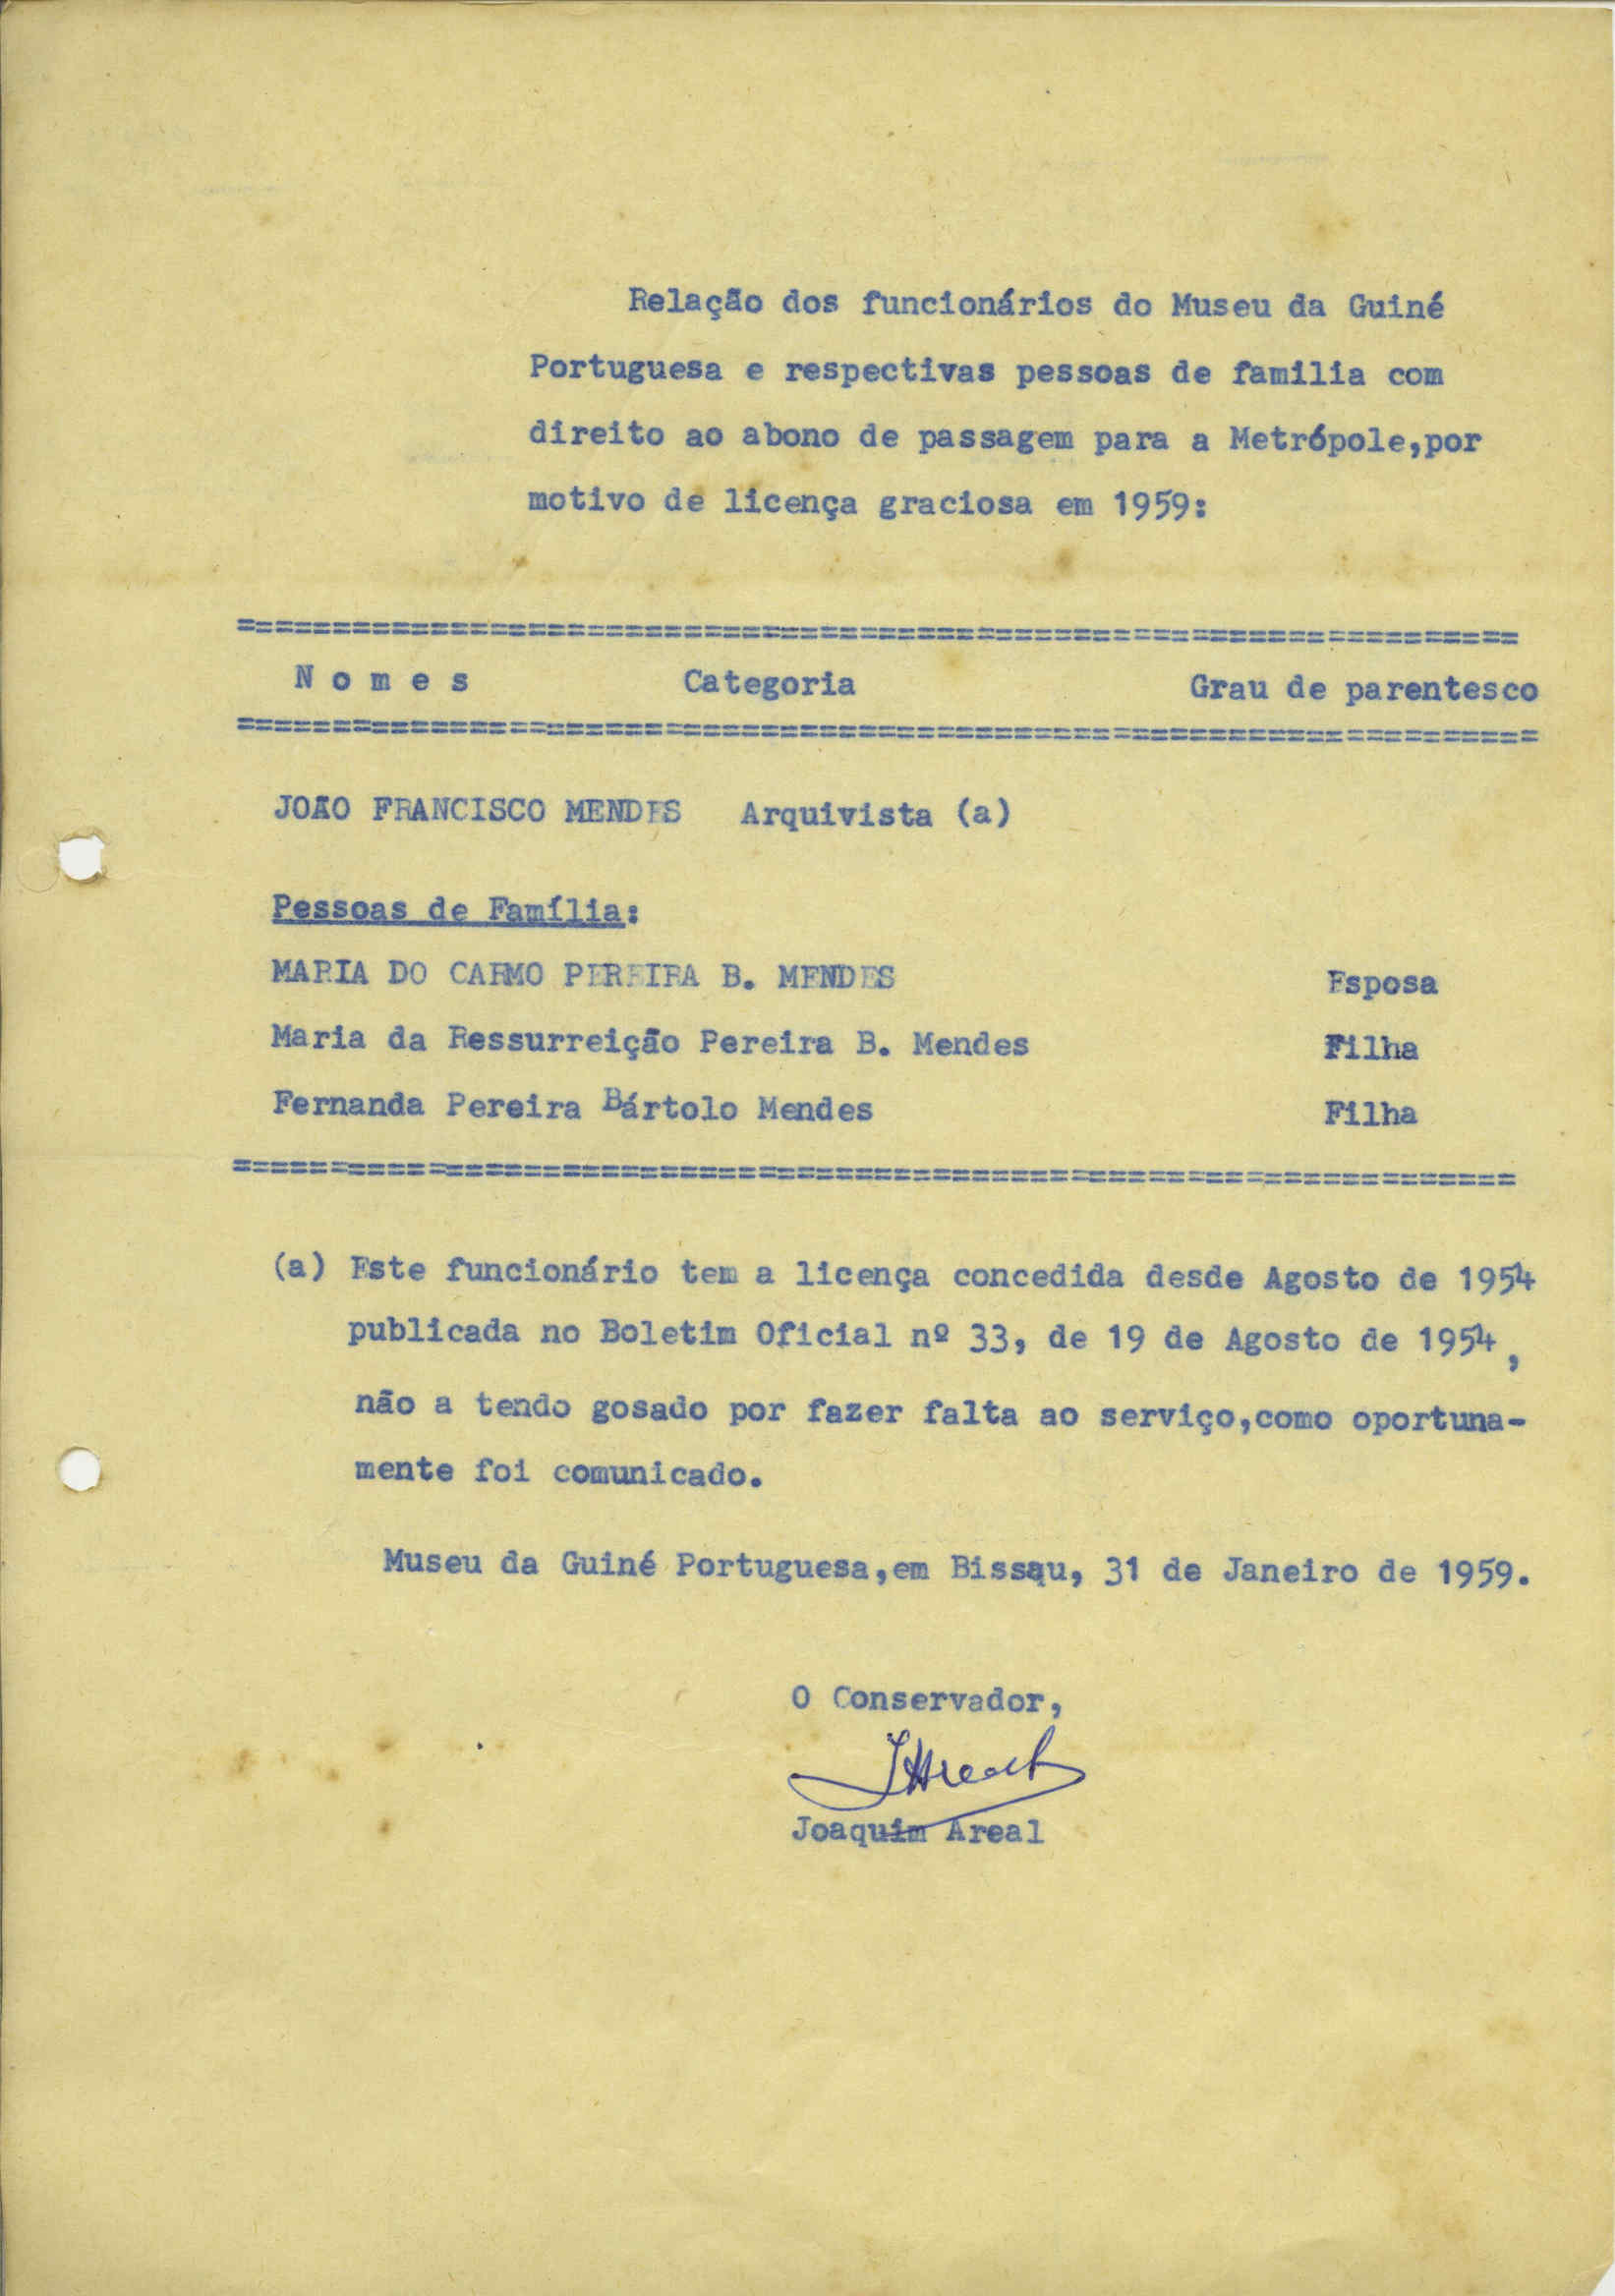 Relação dos funcionários do Museu da Guiné
Portuguesa e respectivas pessoas de familia com
direito ao abono de passagem para a Metrópole,por
motivo de licença graciosa em 1959:
==================================================================
N o m e s Categoria Grau de parentesco
===================================================================
JOÃO FRANCISCO MENDES Arquivista (a)
Pessoas de Família:
MARIA DO CARMO PEREIRA B. MENDES Esposa
Maria da Ressurreição Pereira B. Mendes Filha
Fernanda Pereira Bártolo Mendes Filha
==================================================================
(a) Este funcionário tem a licença concedida desde Agosto de 1954
publicada no Boletim Oficial nº 33, de 19 de Agosto de 1954,
não a tendo gosado por fazer falta ao serviço,como oportuna-
mente foi comunicado.
Museu da Guiné Portuguesa,em Bissau, 31 de Janeiro de 1959.
O Conservador,
JAreal
Joaquim Areal